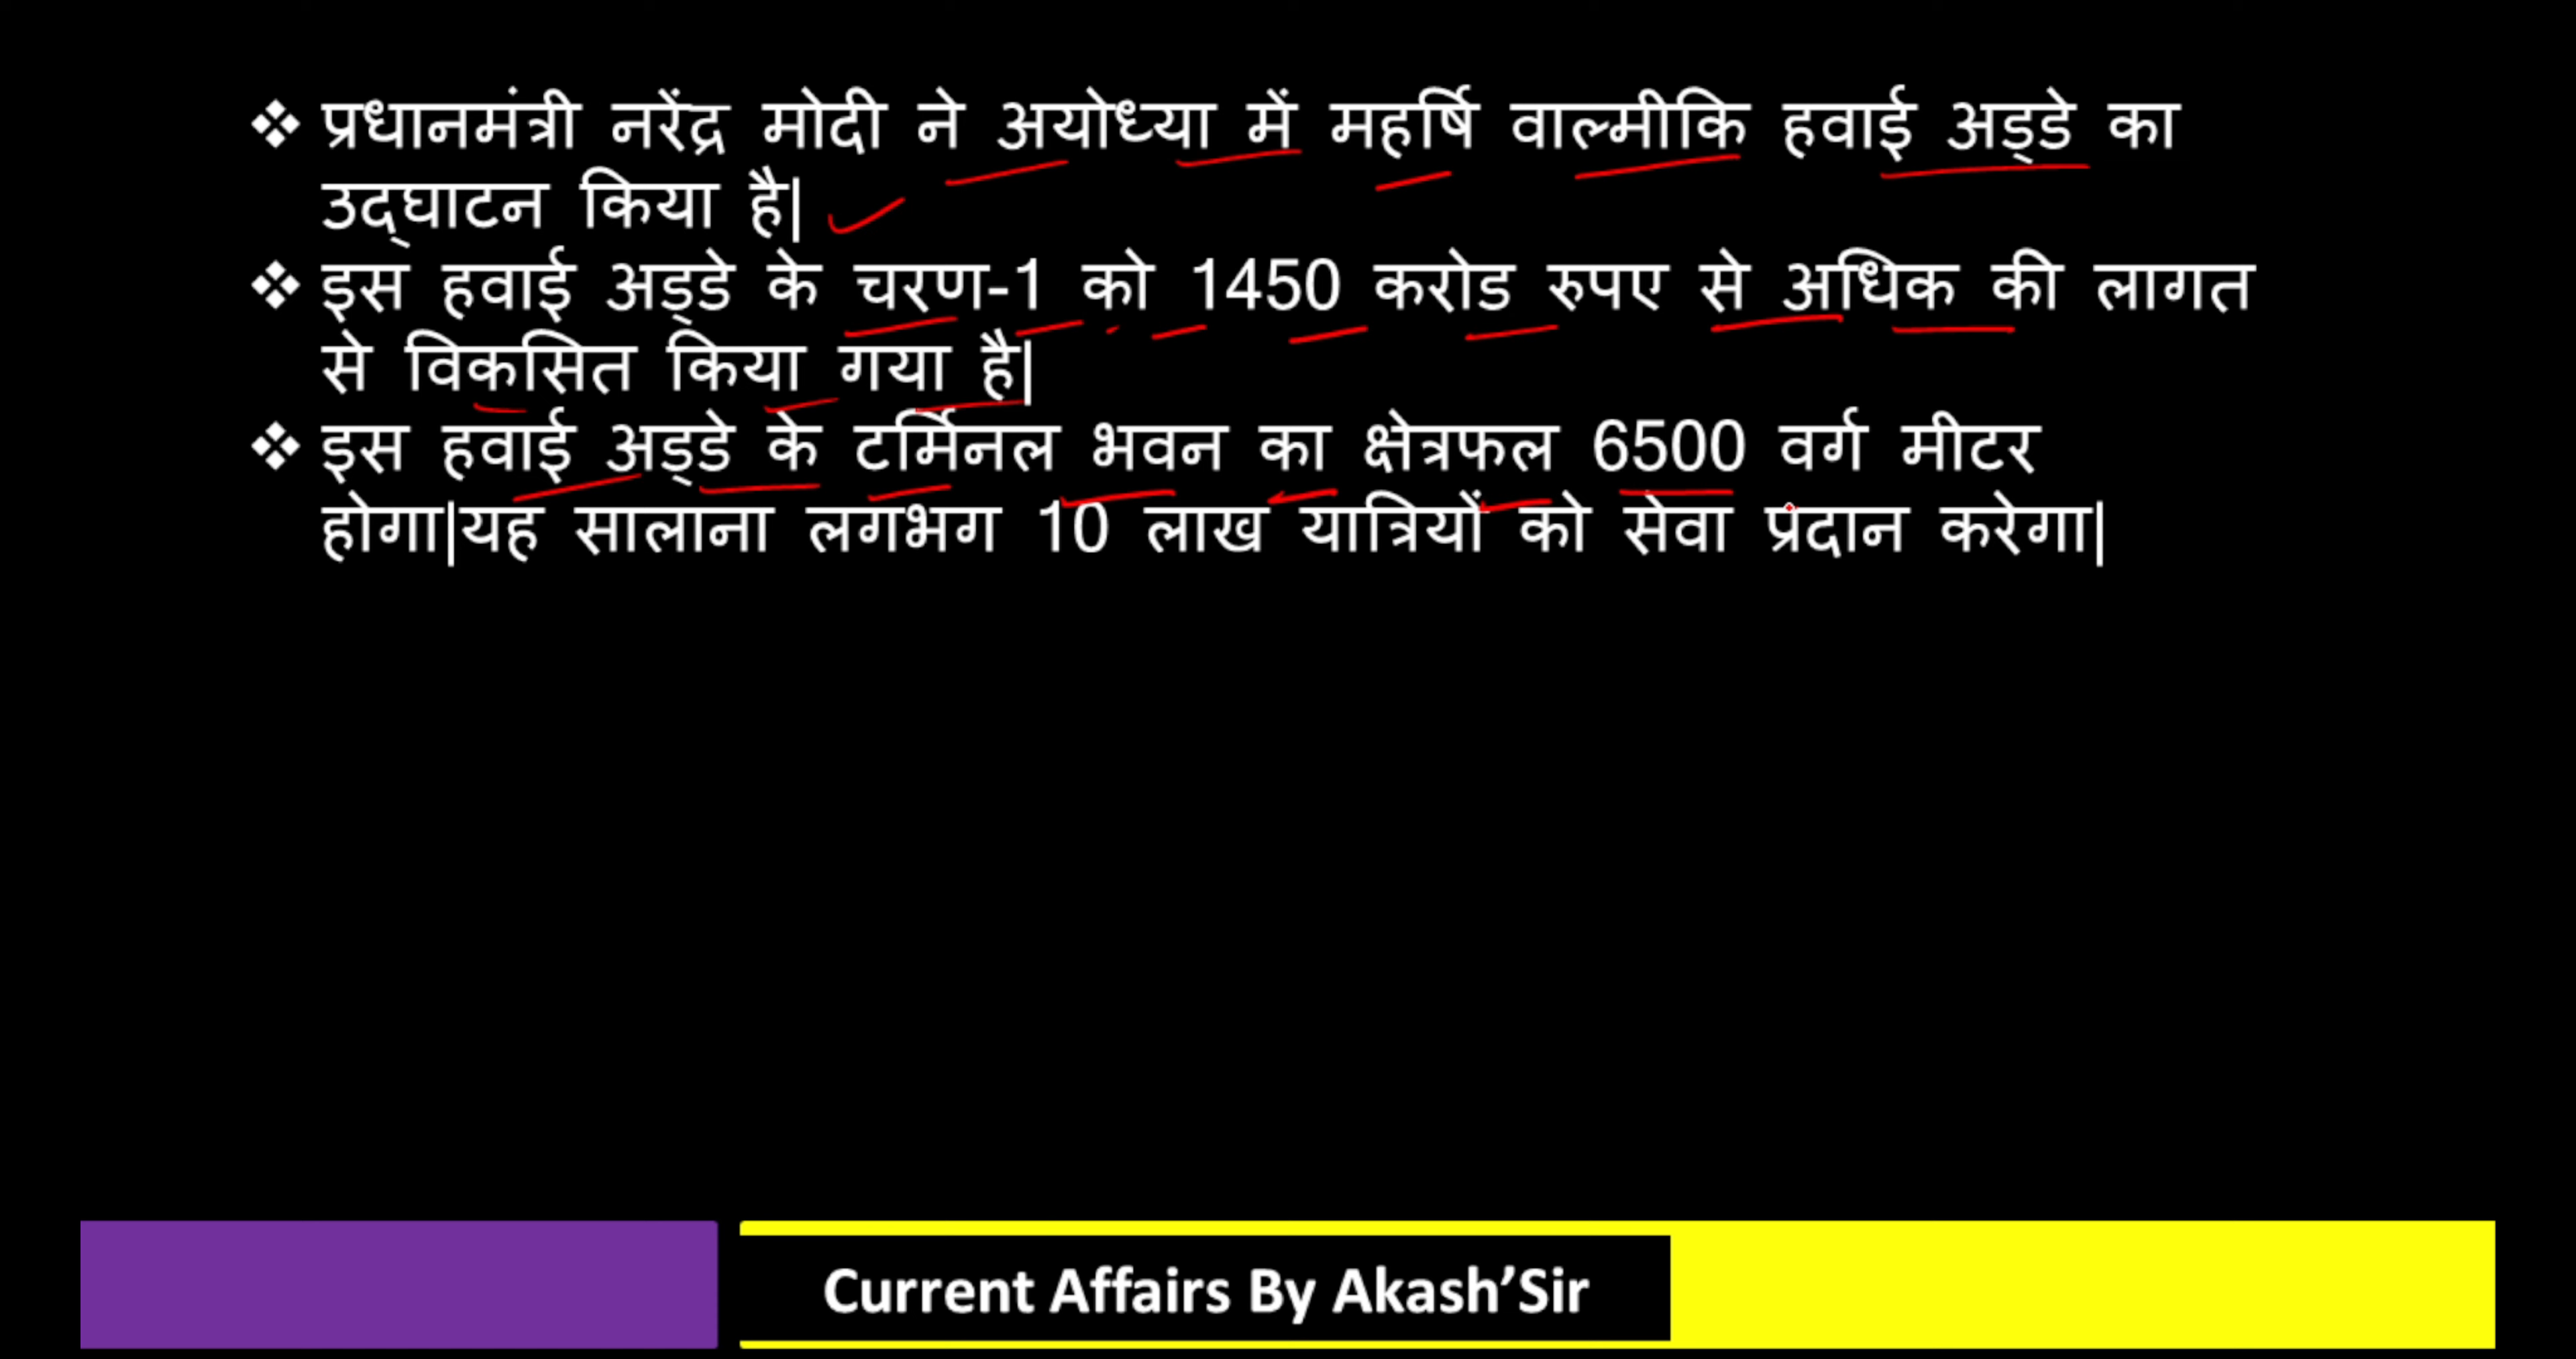 ❖ प्रधानमंत्री नरेंद्र मोदी ने अयोध्या में महर्षि वाल्मीकि हवाई अड्डे का
उद्घाटन किया है|
❖ इस हवाई अड्डे के चरण-1 को 1450 करोड रुपए से अधिक की लागत
से विकसित किया गया है|
❖ इस हवाई अड्डे के टर्मिनल भवन का क्षेत्रफल 6500 वर्ग मीटर
होगा|यह सालाना लगभग 10 लाख यात्रियों को सेवा प्रदान करेगा|
Current Affairs By Akash’Sir